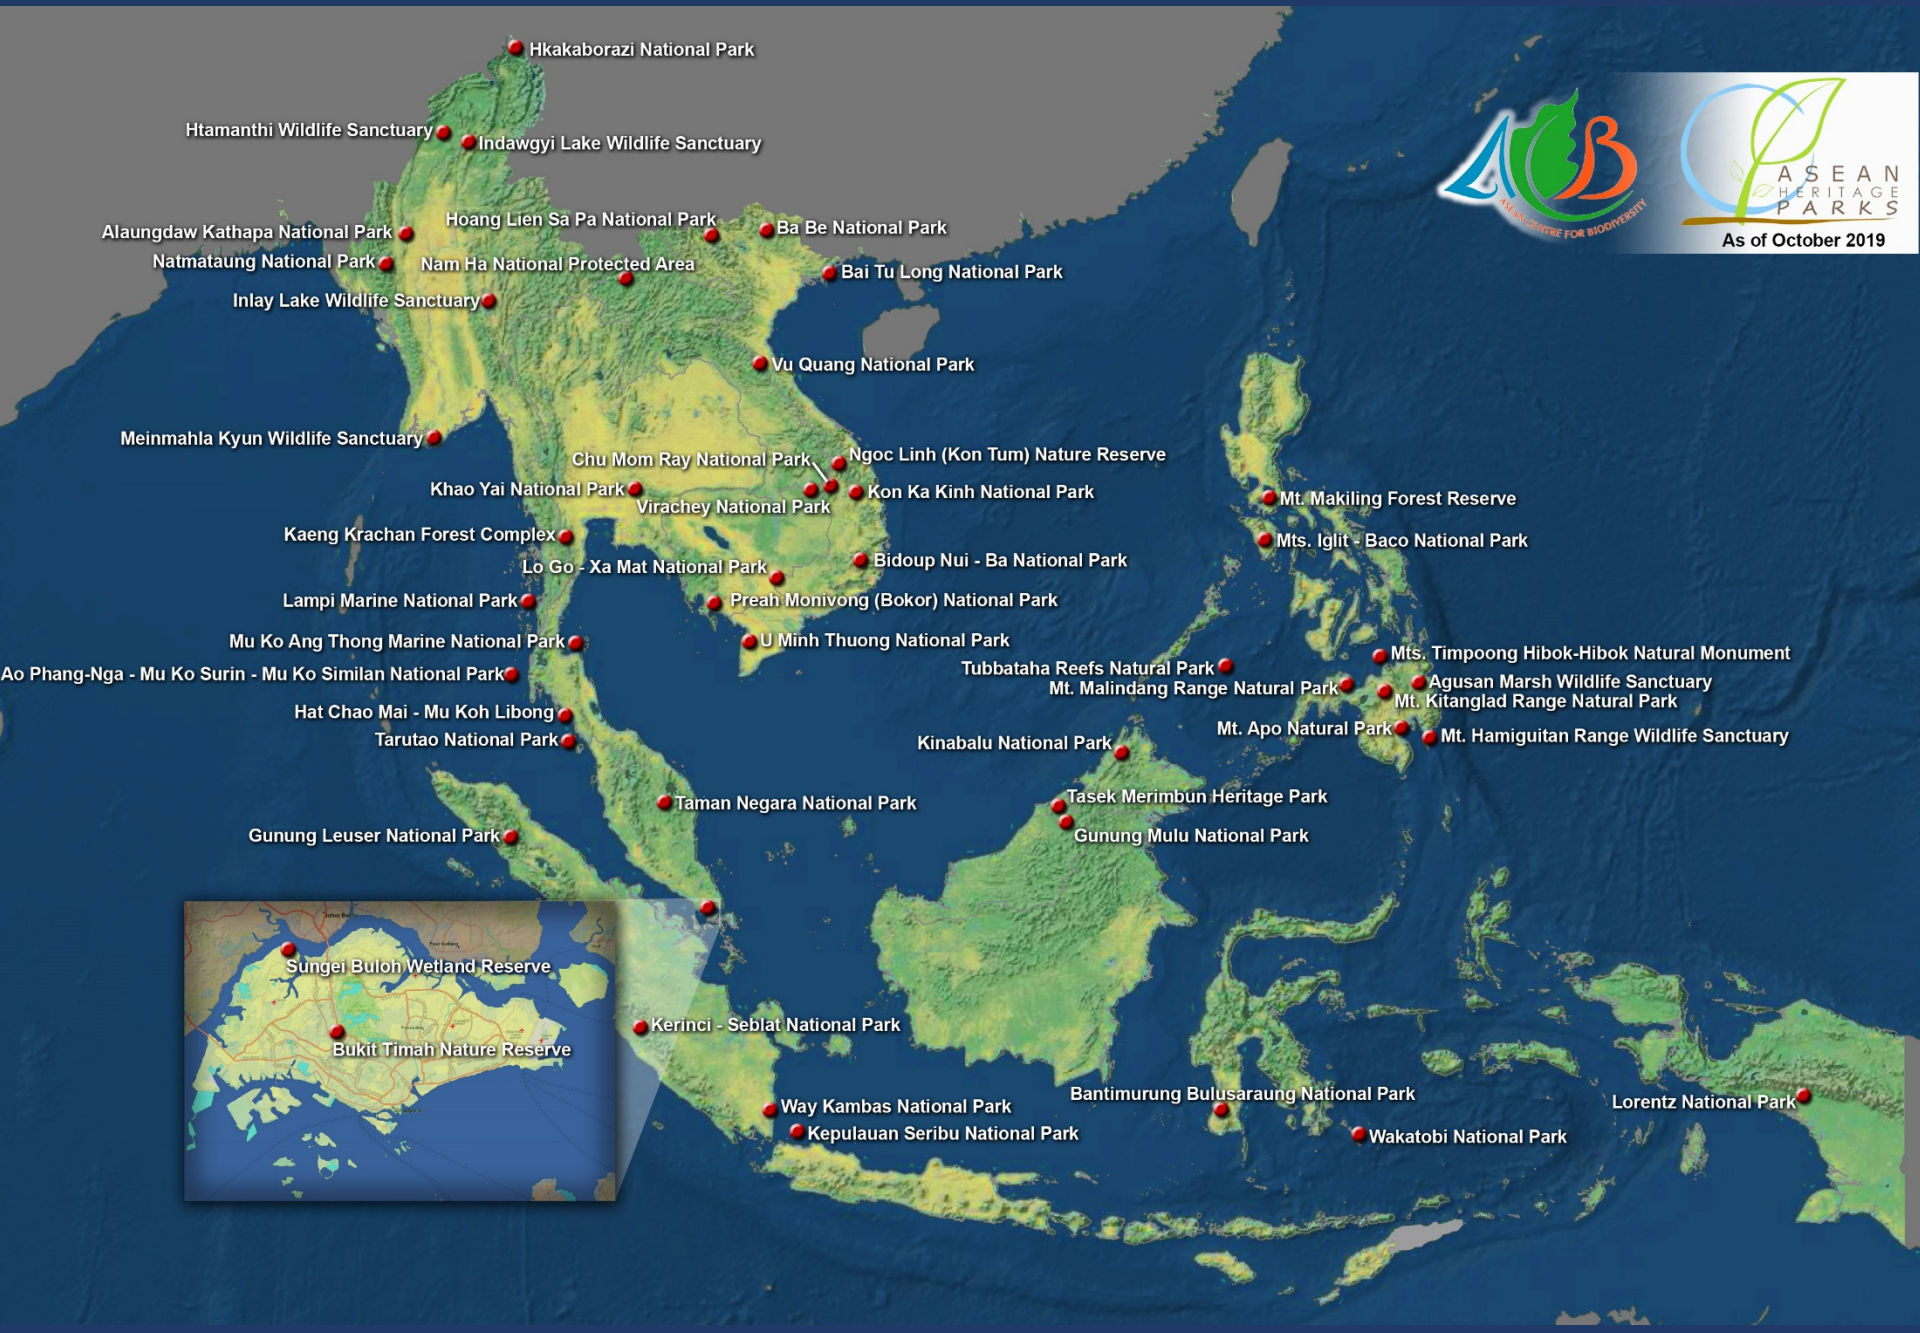 Hkakaborazi National Park
Htamanthi Wildlife Sanctuary
Indawgyi Lake Wildlife Sanctuary
ACB
ASEAN CENTRE FOR BIODIVERSITY
ASEAN
HERITAGE
PARKS
As of October 2019
Hoang Lien Sa Pa National Park
Ba Be National Park
Alaungdaw Kathapa National Park
Natmataung National Park
Nam Ha National Protected Area
Bai Tu Long National Park
Inlay Lake Wildlife Sanctuary
Vu Quang National Park
Meinmahla Kyun Wildlife Sanctuary
Chu Mom Ray National Park
Ngoc Linh (Kon Tum) Nature Reserve
Khao Yai National Park
Kon Ka Kinh National Park
Virachey National Park
Mt. Makiling Forest Reserve
Kaeng Krachan Forest Complex
Mts. Iglit - Baco National Park
Lo Go - Xa Mat National Park
Bidoup Nui - Ba National Park
Lampi Marine National Park
Preah Monivong (Bokor) National Park
Mu Ko Ang Thong Marine National Park
U Minh Thuong National Park
Mts. Timpoong Hibok-Hibok Natural Monument
Ao Phang-Nga - Mu Ko Surin - Mu Ko Similan National Park
Tubbataha Reefs Natural Park
Agusan Marsh Wildlife Sanctuary
Mt. Malindang Range Natural Park
Mt. Kitanglad Range Natural Park
Hat Chao Mai - Mu Koh Libong
Mt. Apo Natural Park
Tarutao National Park
Kinabalu National Park
Mt. Hamiguitan Range Wildlife Sanctuary
Taman Negara National Park
Tasek Merimbun Heritage Park
Gunung Leuser National Park
Gunung Mulu National Park
Sungei Buloh Wetland Reserve
Bukit Timah Nature Reserve
Kerinci - Seblat National Park
Way Kambas National Park
Bantimurung Bulusaraung National Park
Lorentz National Park
Kepulauan Seribu National Park
Wakatobi National Park